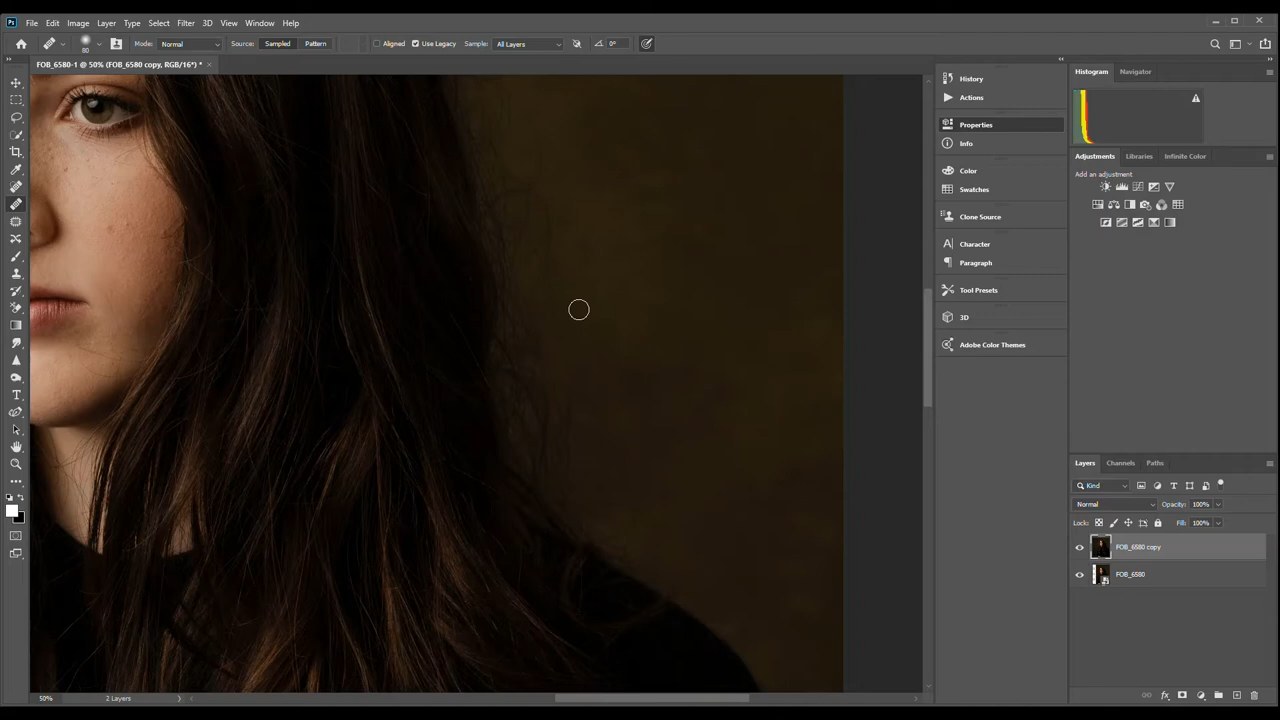 Ps File Edit Image Layer Type Select Filter 3D View Window Help
80 Mode: Normal Source: Sampled Pattern Aligned Use Legacy Sample: All Layers 0°
FOB_6580-1 @ 50% (FOB_6580 copy, RGB/16*) *
History
Actions
Properties
Info
Color
Swatches
Clone Source
Character
Paragraph
Tool Presets
3D
Adobe Color Themes
Histogram Navigator
Adjustments Libraries Infinite Color
Add an adjustment
Layers Channels Paths
Kind
Normal Opacity: 100%
Lock: Fill: 100%
FOB_6580 copy
FOB_6580
50% 2 Layers